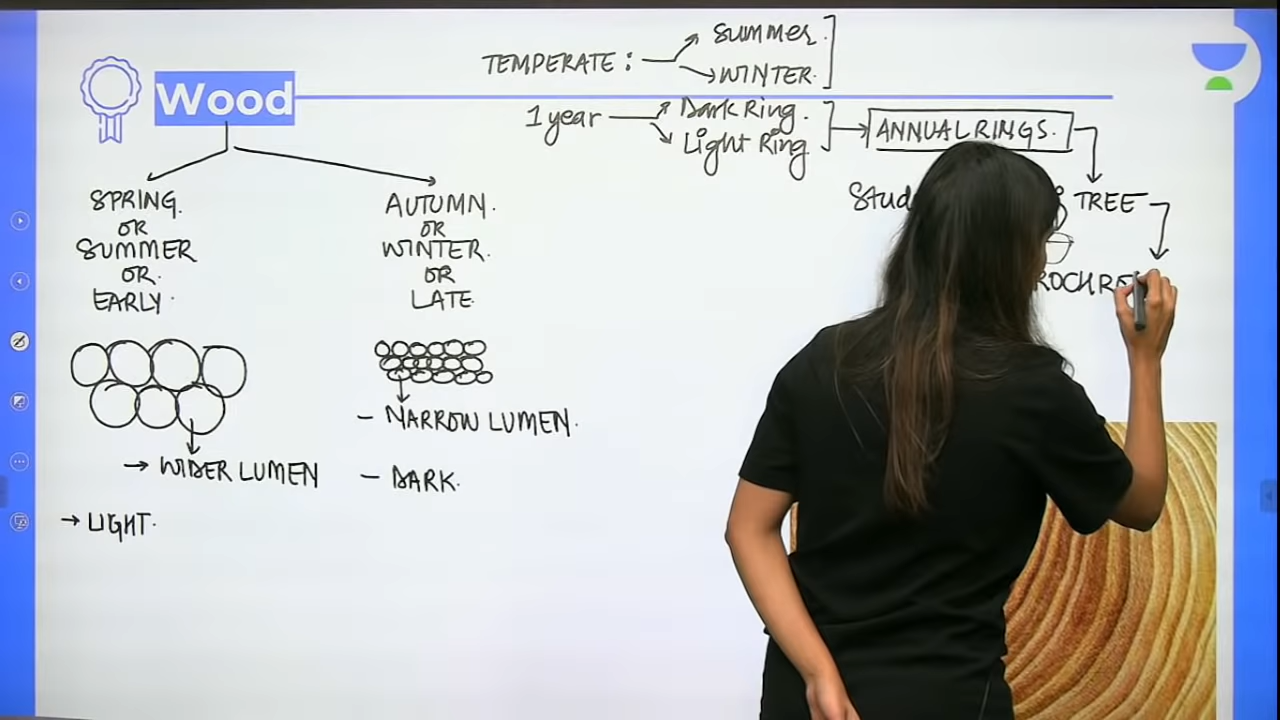 TEMPERATE :
SUMMER.
WINTER.
Wood
1 year
Dark Ring.
Light Ring
ANNUAL RINGS.
TREE
SPRING.
OR
SUMMER
OR.
EARLY.
AUTUMN.
OR
WINTER.
OR
LATE.
- NARROW LUMEN.
→ WIDER LUMEN
- DARK.
→ LIGHT.